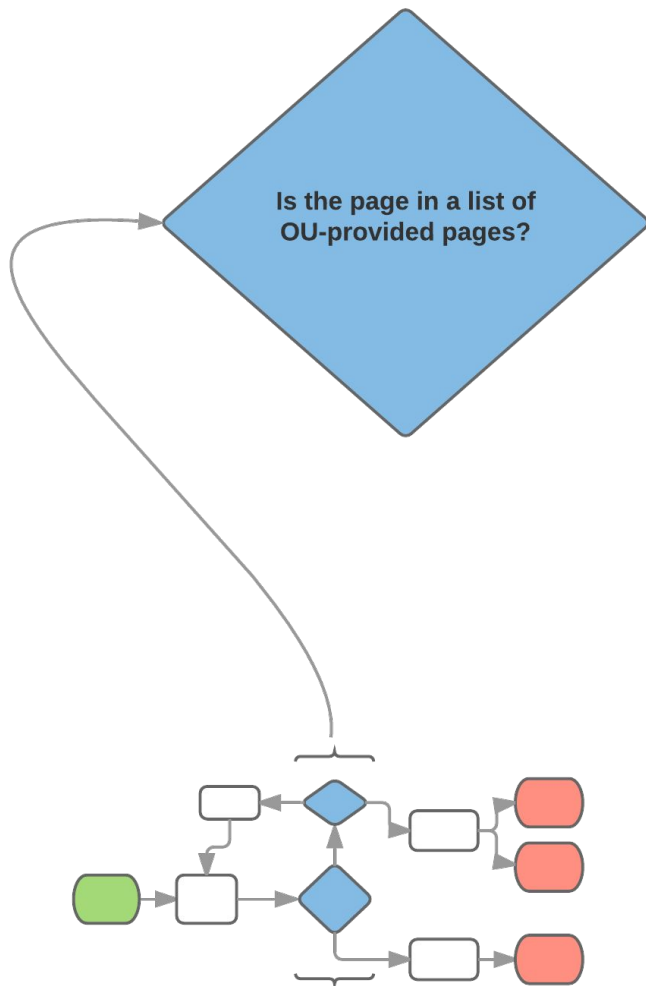 Is the page in a list of
OU-provided pages?